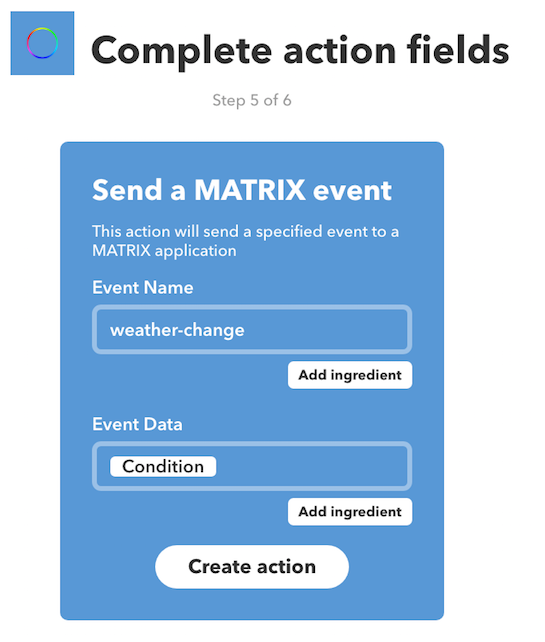 Complete action fields
Step 5 of 6
Send a MATRIX event
This action will send a specified event to a
MATRIX application
Event Name
weather-change
Add ingredient
Event Data
Condition
Add ingredient
Create action